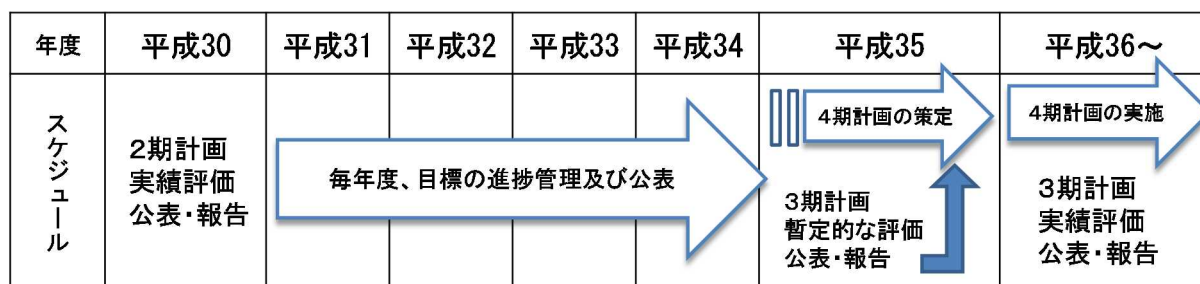 年度 平成30 平成31 平成32 平成33 平成34 平成35 平成36～
スケジュール
2期計画
実績評価
公表・報告
毎年度、目標の進捗管理及び公表
4期計画の策定
3期計画
暫定的な評価
公表・報告
4期計画の実施
3期計画
実績評価
公表・報告